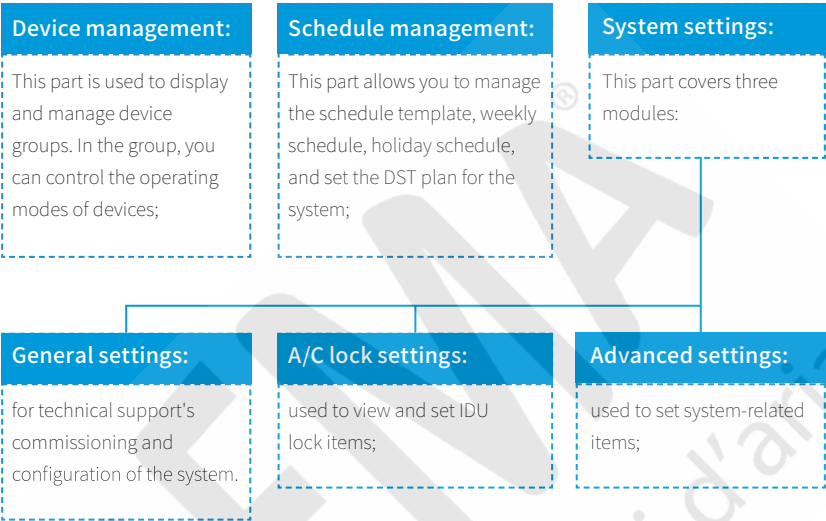 Device management:
This part is used to display
and manage device
groups. In the group, you
can control the operating
modes of devices;
Schedule management:
This part allows you to manage
the schedule template, weekly
schedule, holiday schedule,
and set the DST plan for the
system;
System settings:
This part covers three
modules:
General settings:
for technical support's
commissioning and
configuration of the system.
A/C lock settings:
used to view and set IDU
lock items;
Advanced settings:
used to set system-related
items;
®